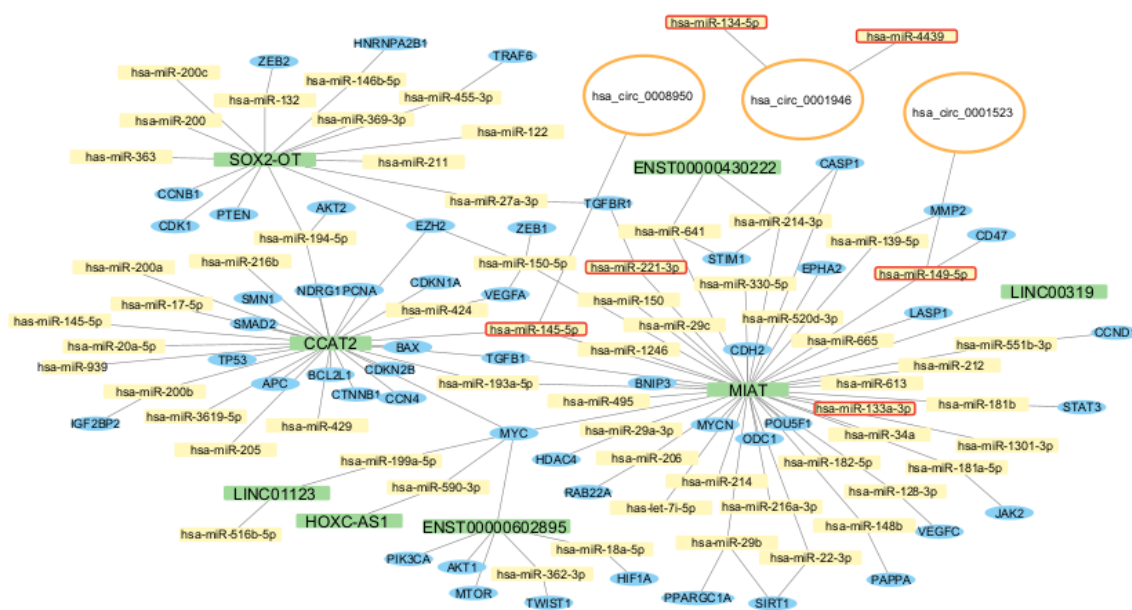 hsa-miR-134-5p
hsa-miR-4439
HNRNPA2B1
TRAF6
ZEB2
hsa-miR-200c
hsa-miR-146b-5p
hsa-miR-132
hsa-miR-455-3p
hsa_circ_0008950
hsa_circ_0001946
hsa_circ_0001523
hsa-miR-200
hsa-miR-369-3p
hsa-miR-122
has-miR-363
SOX2-OT
hsa-miR-211
ENST00000430222
CASP1
CCNB1
hsa-miR-27a-3p
TGFBR1
AKT2
PTEN
CDK1
EZH2
ZEB1
hsa-miR-214-3p
MMP2
hsa-miR-641
hsa-miR-194-5p
hsa-miR-139-5p
CD47
STIM1
hsa-miR-200a
hsa-miR-216b
hsa-miR-150-5p
hsa-miR-221-3p
EPHA2
hsa-miR-149-5p
CDKN1A
hsa-miR-330-5p
NDRG1
PCNA
VEGFA
LINC00319
SMN1
hsa-miR-17-5p
hsa-miR-150
hsa-miR-424
LASP1
has-miR-145-5p
SMAD2
hsa-miR-29c
hsa-miR-520d-3p
hsa-miR-145-5p
CCND1
hsa-miR-20a-5p
CCAT2
BAX
hsa-miR-1246
CDH2
hsa-miR-665
hsa-miR-551b-3p
TP53
TGFB1
hsa-miR-939
hsa-miR-212
BCL2L1
CDKN2B
APC
hsa-miR-193a-5p
BNIP3
MIAT
hsa-miR-613
hsa-miR-200b
CTNNB1
CCN4
hsa-miR-495
hsa-miR-133a-3p
hsa-miR-181b
STAT3
IGF2BP2
hsa-miR-3619-5p
hsa-miR-429
MYC
hsa-miR-29a-3p
MYCN
POU5F1
hsa-miR-34a
ODC1
hsa-miR-1301-3p
hsa-miR-205
HDAC4
hsa-miR-206
hsa-miR-199a-5p
hsa-miR-182-5p
hsa-miR-181a-5p
hsa-miR-214
LINC01123
hsa-miR-590-3p
RAB22A
hsa-miR-128-3p
has-let-7i-5p
hsa-miR-216a-3p
JAK2
HOXC-AS1
ENST00000602895
hsa-miR-148b
VEGFC
hsa-miR-516b-5p
hsa-miR-29b
hsa-miR-18a-5p
PIK3CA
AKT1
hsa-miR-22-3p
hsa-miR-362-3p
HIF1A
PAPPA
MTOR
PPARGC1A
TWIST1
SIRT1